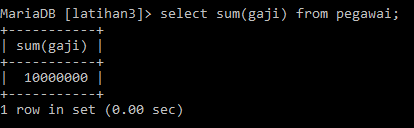 MariaDB [latihan3]> select sum(gaji) from pegawai;
+-----------+
| sum(gaji) |
+-----------+
|  10000000 |
+-----------+
1 row in set (0.00 sec)